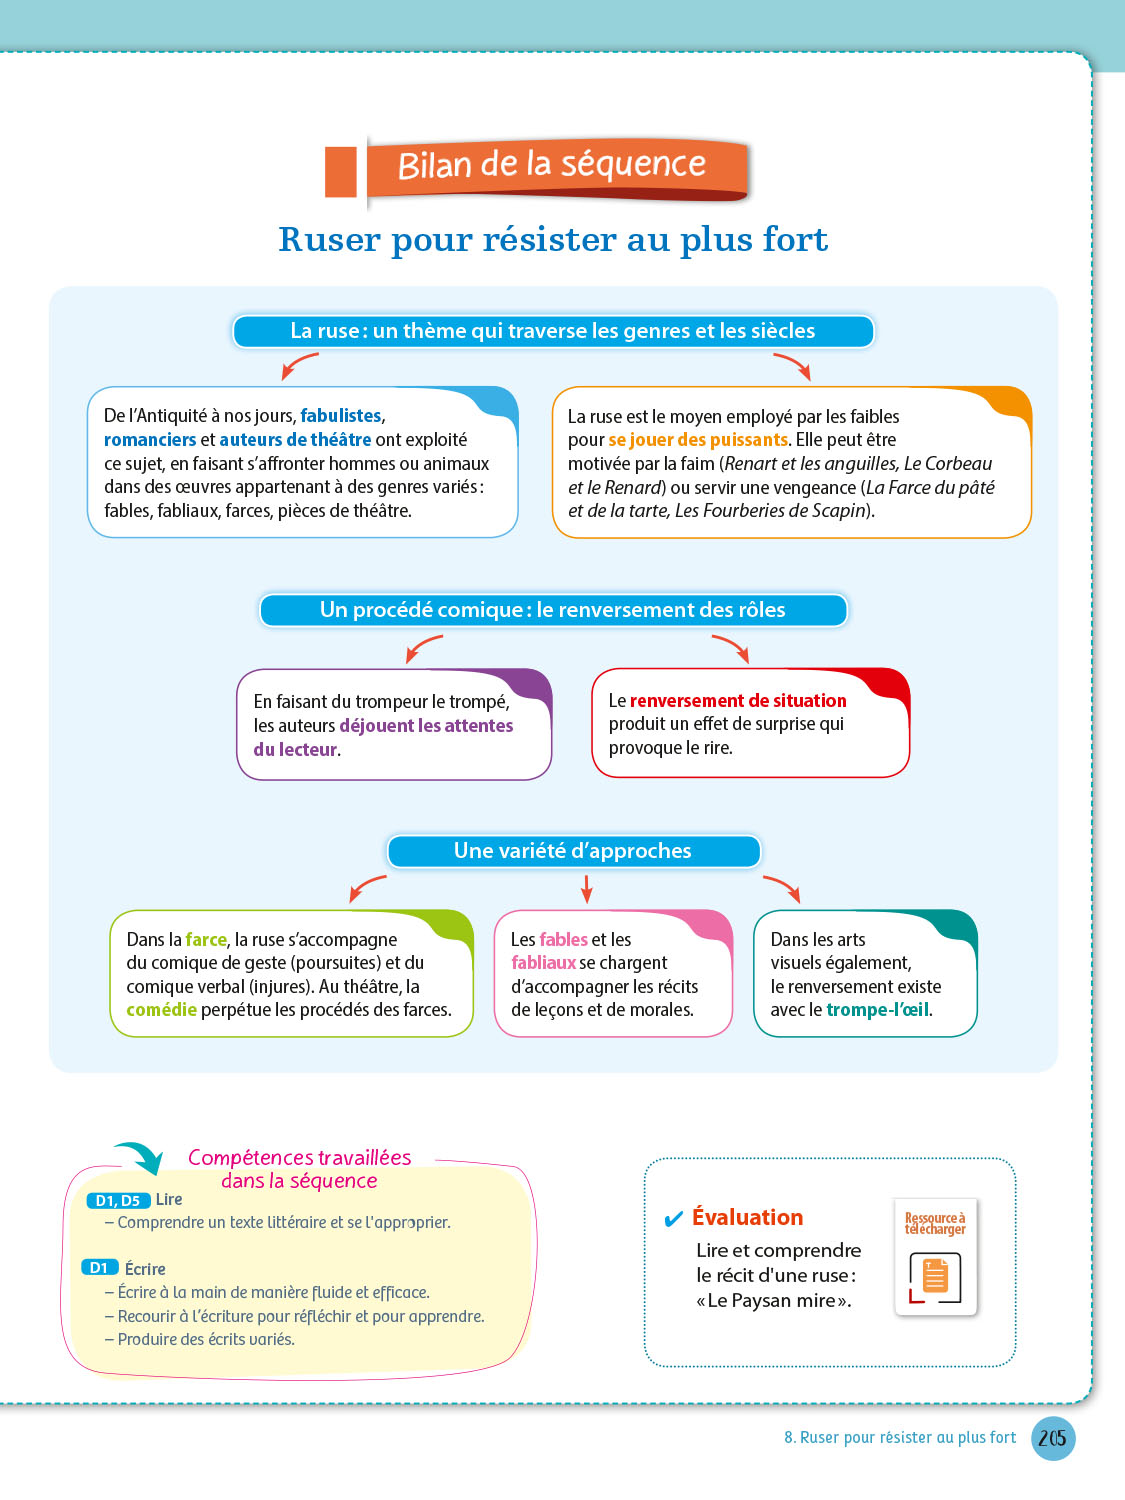 Bilan de la séquence
Ruser pour résister au plus fort
La ruse : un thème qui traverse les genres et les siècles
De l’Antiquité à nos jours, fabulistes,
romanciers et auteurs de théâtre ont exploité
ce sujet, en faisant s’affronter hommes ou animaux
dans des œuvres appartenant à des genres variés :
fables, fabliaux, farces, pièces de théâtre.
La ruse est le moyen employé par les faibles
pour se jouer des puissants. Elle peut être
motivée par la faim (Renart et les anguilles, Le Corbeau
et le Renard) ou servir une vengeance (La Farce du pâté
et de la tarte, Les Fourberies de Scapin).
Un procédé comique : le renversement des rôles
En faisant du trompeur le trompé,
les auteurs déjouent les attentes
du lecteur.
Le renversement de situation
produit un effet de surprise qui
provoque le rire.
Une variété d’approches
Dans la farce, la ruse s’accompagne
du comique de geste (poursuites) et du
comique verbal (injures). Au théâtre, la
comédie perpétue les procédés des farces.
Les fables et les
fabliaux se chargent
d’accompagner les récits
de leçons et de morales.
Dans les arts
visuels également,
le renversement existe
avec le trompe-l’œil.
Compétences travaillées
dans la séquence
D1, D5 Lire
– Comprendre un texte littéraire et se l'approprier.
D1 Écrire
– Écrire à la main de manière fluide et efficace.
– Recourir à l’écriture pour réfléchir et pour apprendre.
– Produire des écrits variés.
✔ Évaluation
Lire et comprendre
le récit d'une ruse :
« Le Paysan mire ».
Ressource à
télécharger
8. Ruser pour résister au plus fort 205